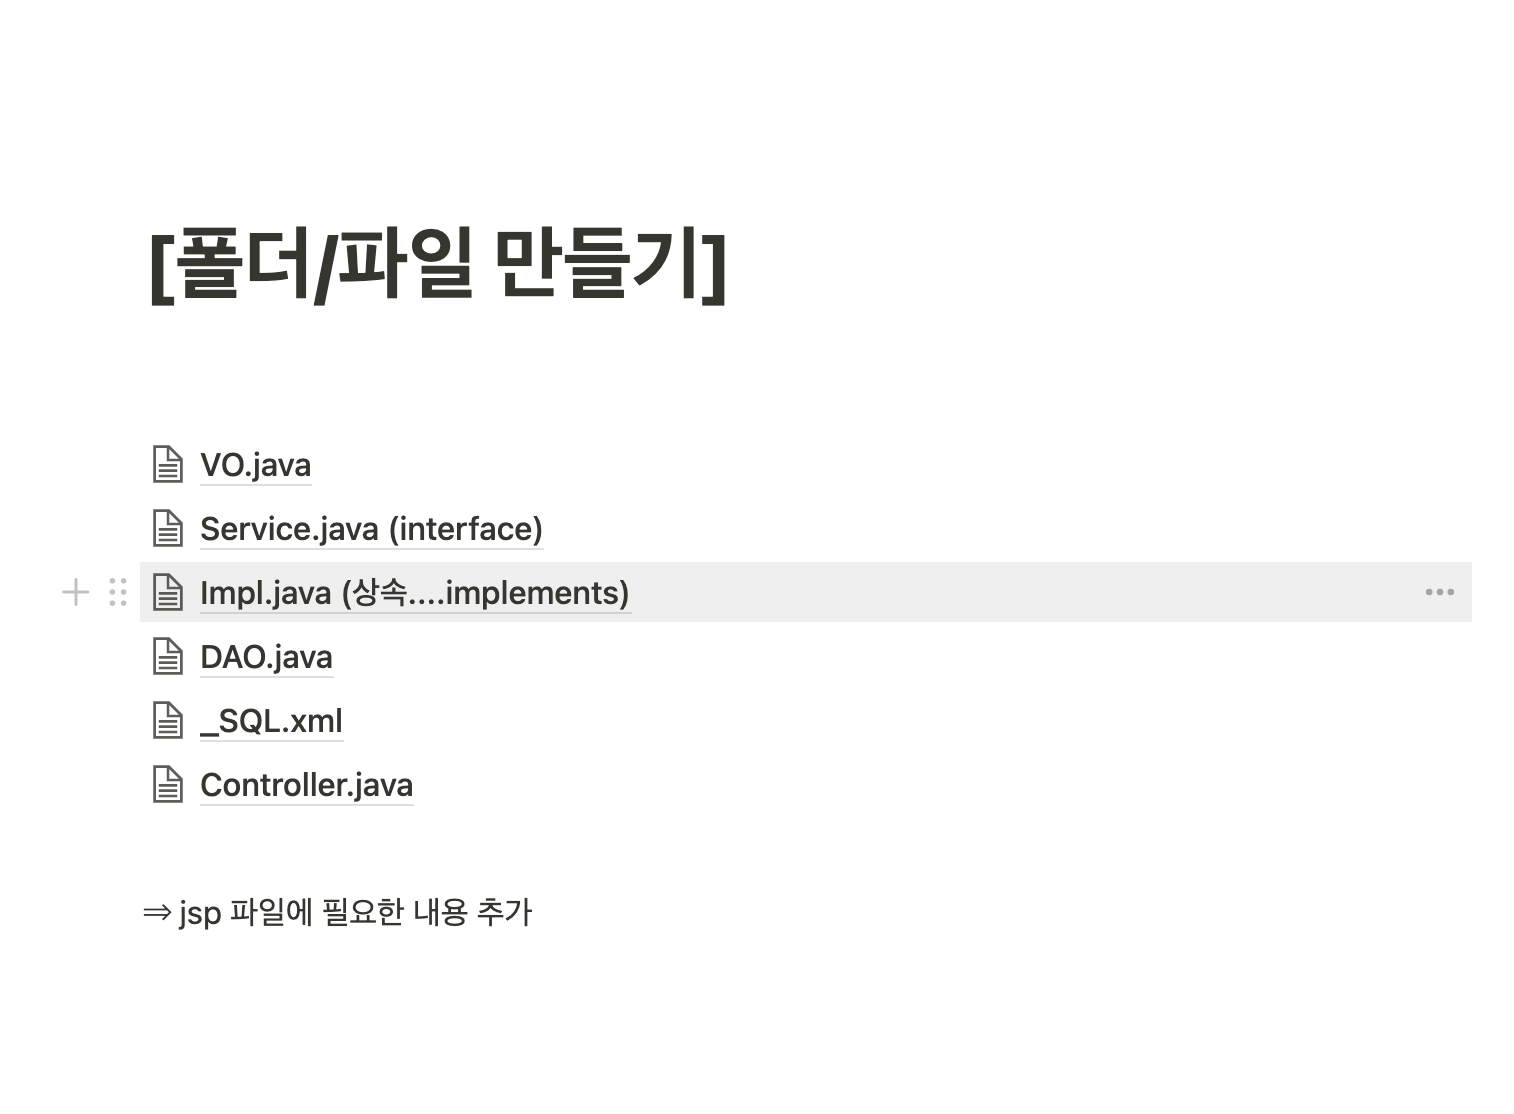 [폴더/파일 만들기]
VO.java
Service.java (interface)
Impl.java (상속....implements)
DAO.java
_SQL.xml
Controller.java
⇒ jsp 파일에 필요한 내용 추가